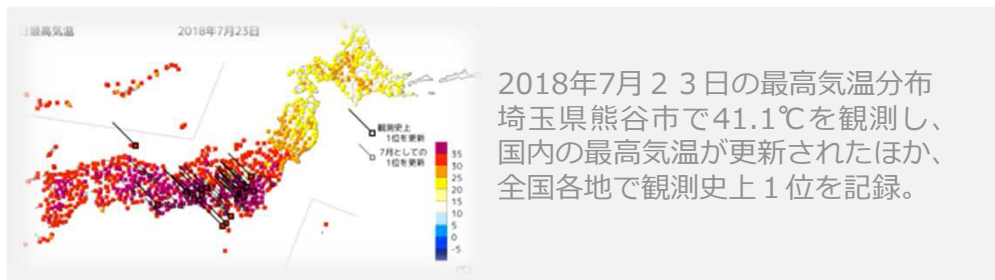 日最高気温 2018年7月23日
観測史上
1位を更新
7月としての
1位を更新
35
30
25
20
15
10
5
0
-5
(℃)
2018年7月２３日の最高気温分布
埼玉県熊谷市で41.1℃を観測し、
国内の最高気温が更新されたほか、
全国各地で観測史上１位を記録。